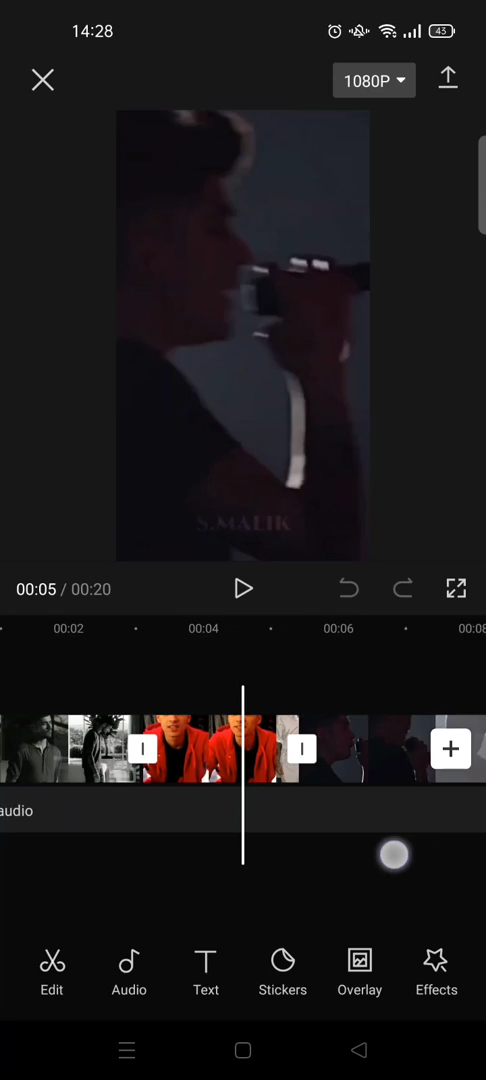 14:28
43
1080P
S.MALIK
00:05 / 00:20
00:02
00:04
00:06
00:08
audio
Edit
Audio
Text
Stickers
Overlay
Effects